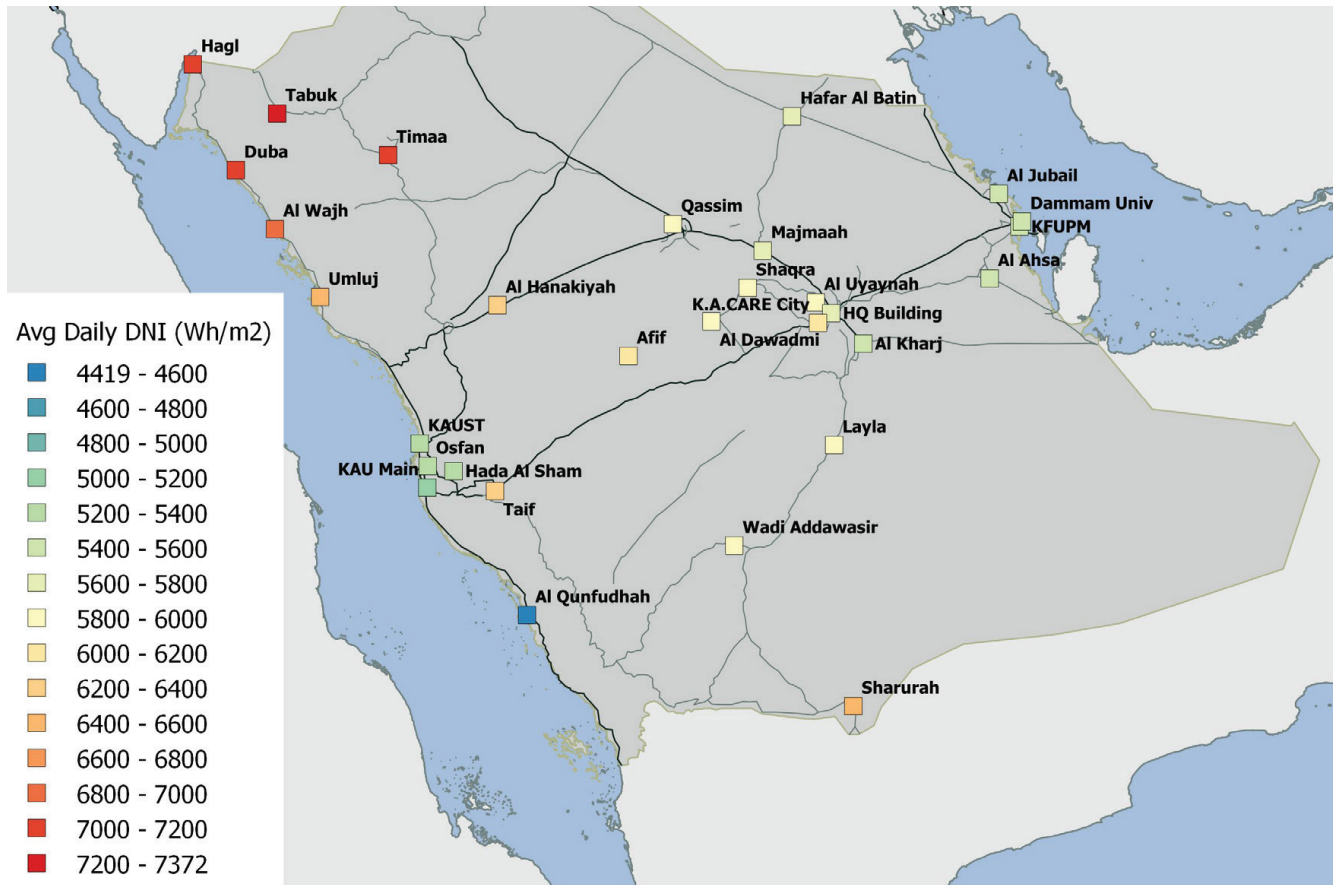 Hagl
Tabuk
Hafar Al Batin
Timaa
Duba
Al Jubail
Dammam Univ
Qassim
KFUPM
Al Wajh
Majmaah
Al Ahsa
Shaqra
Umluj
Al Hanakiyah
Al Uyaynah
K.A.CARE City
HQ Building
Afif
Al Dawadmi
Al Kharj
KAUST
Layla
Osfan
KAU Main
Hada Al Sham
Taif
Wadi Addawasir
Al Qunfudhah
Sharurah
Avg Daily DNI (Wh/m2)
4419 - 4600
4600 - 4800
4800 - 5000
5000 - 5200
5200 - 5400
5400 - 5600
5600 - 5800
5800 - 6000
6000 - 6200
6200 - 6400
6400 - 6600
6600 - 6800
6800 - 7000
7000 - 7200
7200 - 7372